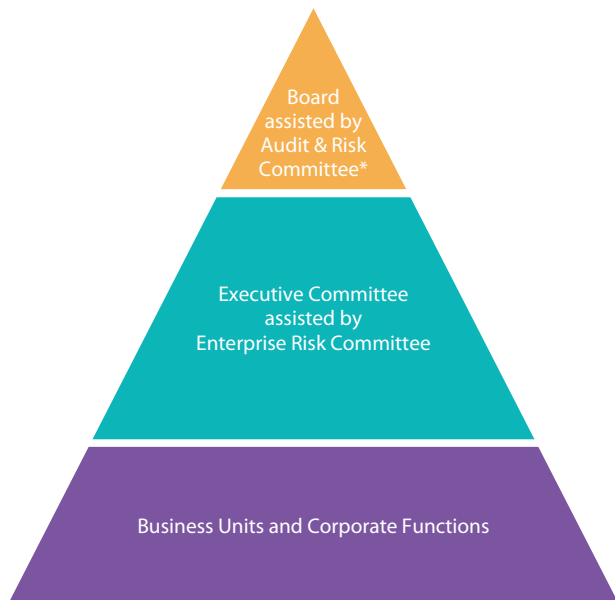 Board
assisted by
Audit & Risk
Committee*
Executive Committee
assisted by
Enterprise Risk Committee
Business Units and Corporate Functions